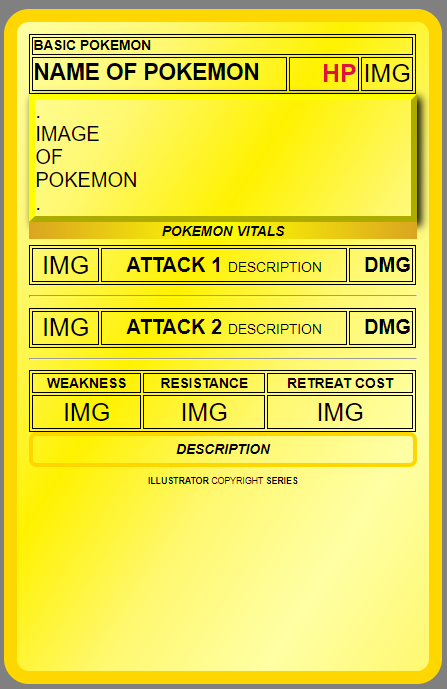 BASIC POKEMON
NAME OF POKEMON HP IMG
.
IMAGE
OF
POKEMON
.
POKEMON VITALS
IMG ATTACK 1 DESCRIPTION DMG
IMG ATTACK 2 DESCRIPTION DMG
WEAKNESS RESISTANCE RETREAT COST
IMG IMG IMG
DESCRIPTION
ILLUSTRATOR COPYRIGHT SERIES